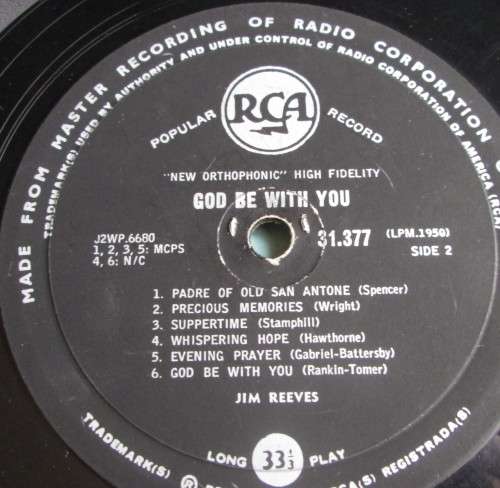 MADE FROM MASTER RECORDING OF RADIO CORPORATION O
TRADEMARK(S) USED BY AUTHORITY AND UNDER CONTROL OF RADIO CORPORATION OF AMERICA (RCA)
RCA
POPULAR RECORD
"NEW ORTHOPHONIC" HIGH FIDELITY
GOD BE WITH YOU
J2WP.6680
1, 2, 3, 5: MCPS
4, 6: N/C
31.377 (LPM.1950)
SIDE 2
1. PADRE OF OLD SAN ANTONE (Spencer)
2. PRECIOUS MEMORIES (Wright)
3. SUPPERTIME (Stamphill)
4. WHISPERING HOPE (Hawthorne)
5. EVENING PRAYER (Gabriel-Battersby)
6. GOD BE WITH YOU (Rankin-Tomer)
JIM REEVES
LONG 33⅓ PLAY
TRADEMARK(S) ®
REGISTRADA(S)